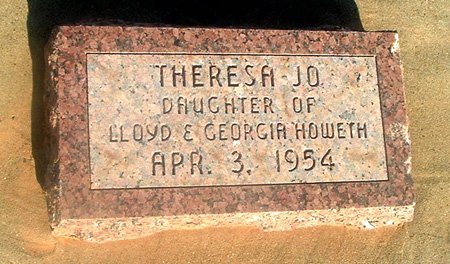 THERESA JO
DAUGHTER OF
LLOYD & GEORGIA HOWETH
APR. 3, 1954